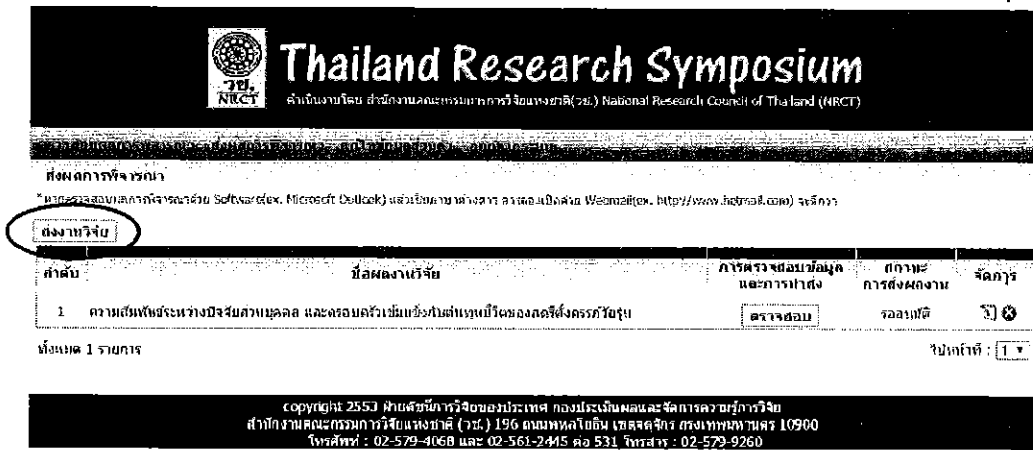 Thailand Research Symposium
วช.
NRCT
ดำเนินงานโดย สำนักงานคณะกรรมการการวิจัยแห่งชาติ(วช.) National Research Council of Thailand (NRCT)
ส่งผลการพิจารณา
(ex. Microsoft Outlook) Webmail(ex. http://www.hotmail.com)
ส่งงานวิจัย
ลำดับ ชื่อผลงานวิจัย การตรวจสอบข้อมูล และการนำส่ง สถานะ การส่งผลงาน จัดการ
1 ความสัมพันธ์ระหว่างปัจจัยส่วนบุคคล และครอบครัวเข้มแข็งกับต้นทุนชีวิตของสตรีตั้งครรภ์วัยรุ่น ตรวจสอบ รออนุมัติ
ทั้งหมด 1 รายการ ไปหน้าที่ : 1
copyright 2553 ฝ่ายดัชนีการวิจัยของประเทศ กองประเมินผลและจัดการความรู้การวิจัย
สำนักงานคณะกรรมการวิจัยแห่งชาติ (วช.) 196 ถนนพหลโยธิน เขตจตุจักร กรุงเทพมหานคร 10900
โทรศัพท์ : 02-579-4068 และ 02-561-2445 ต่อ 531 โทรสาร : 02-579-9260